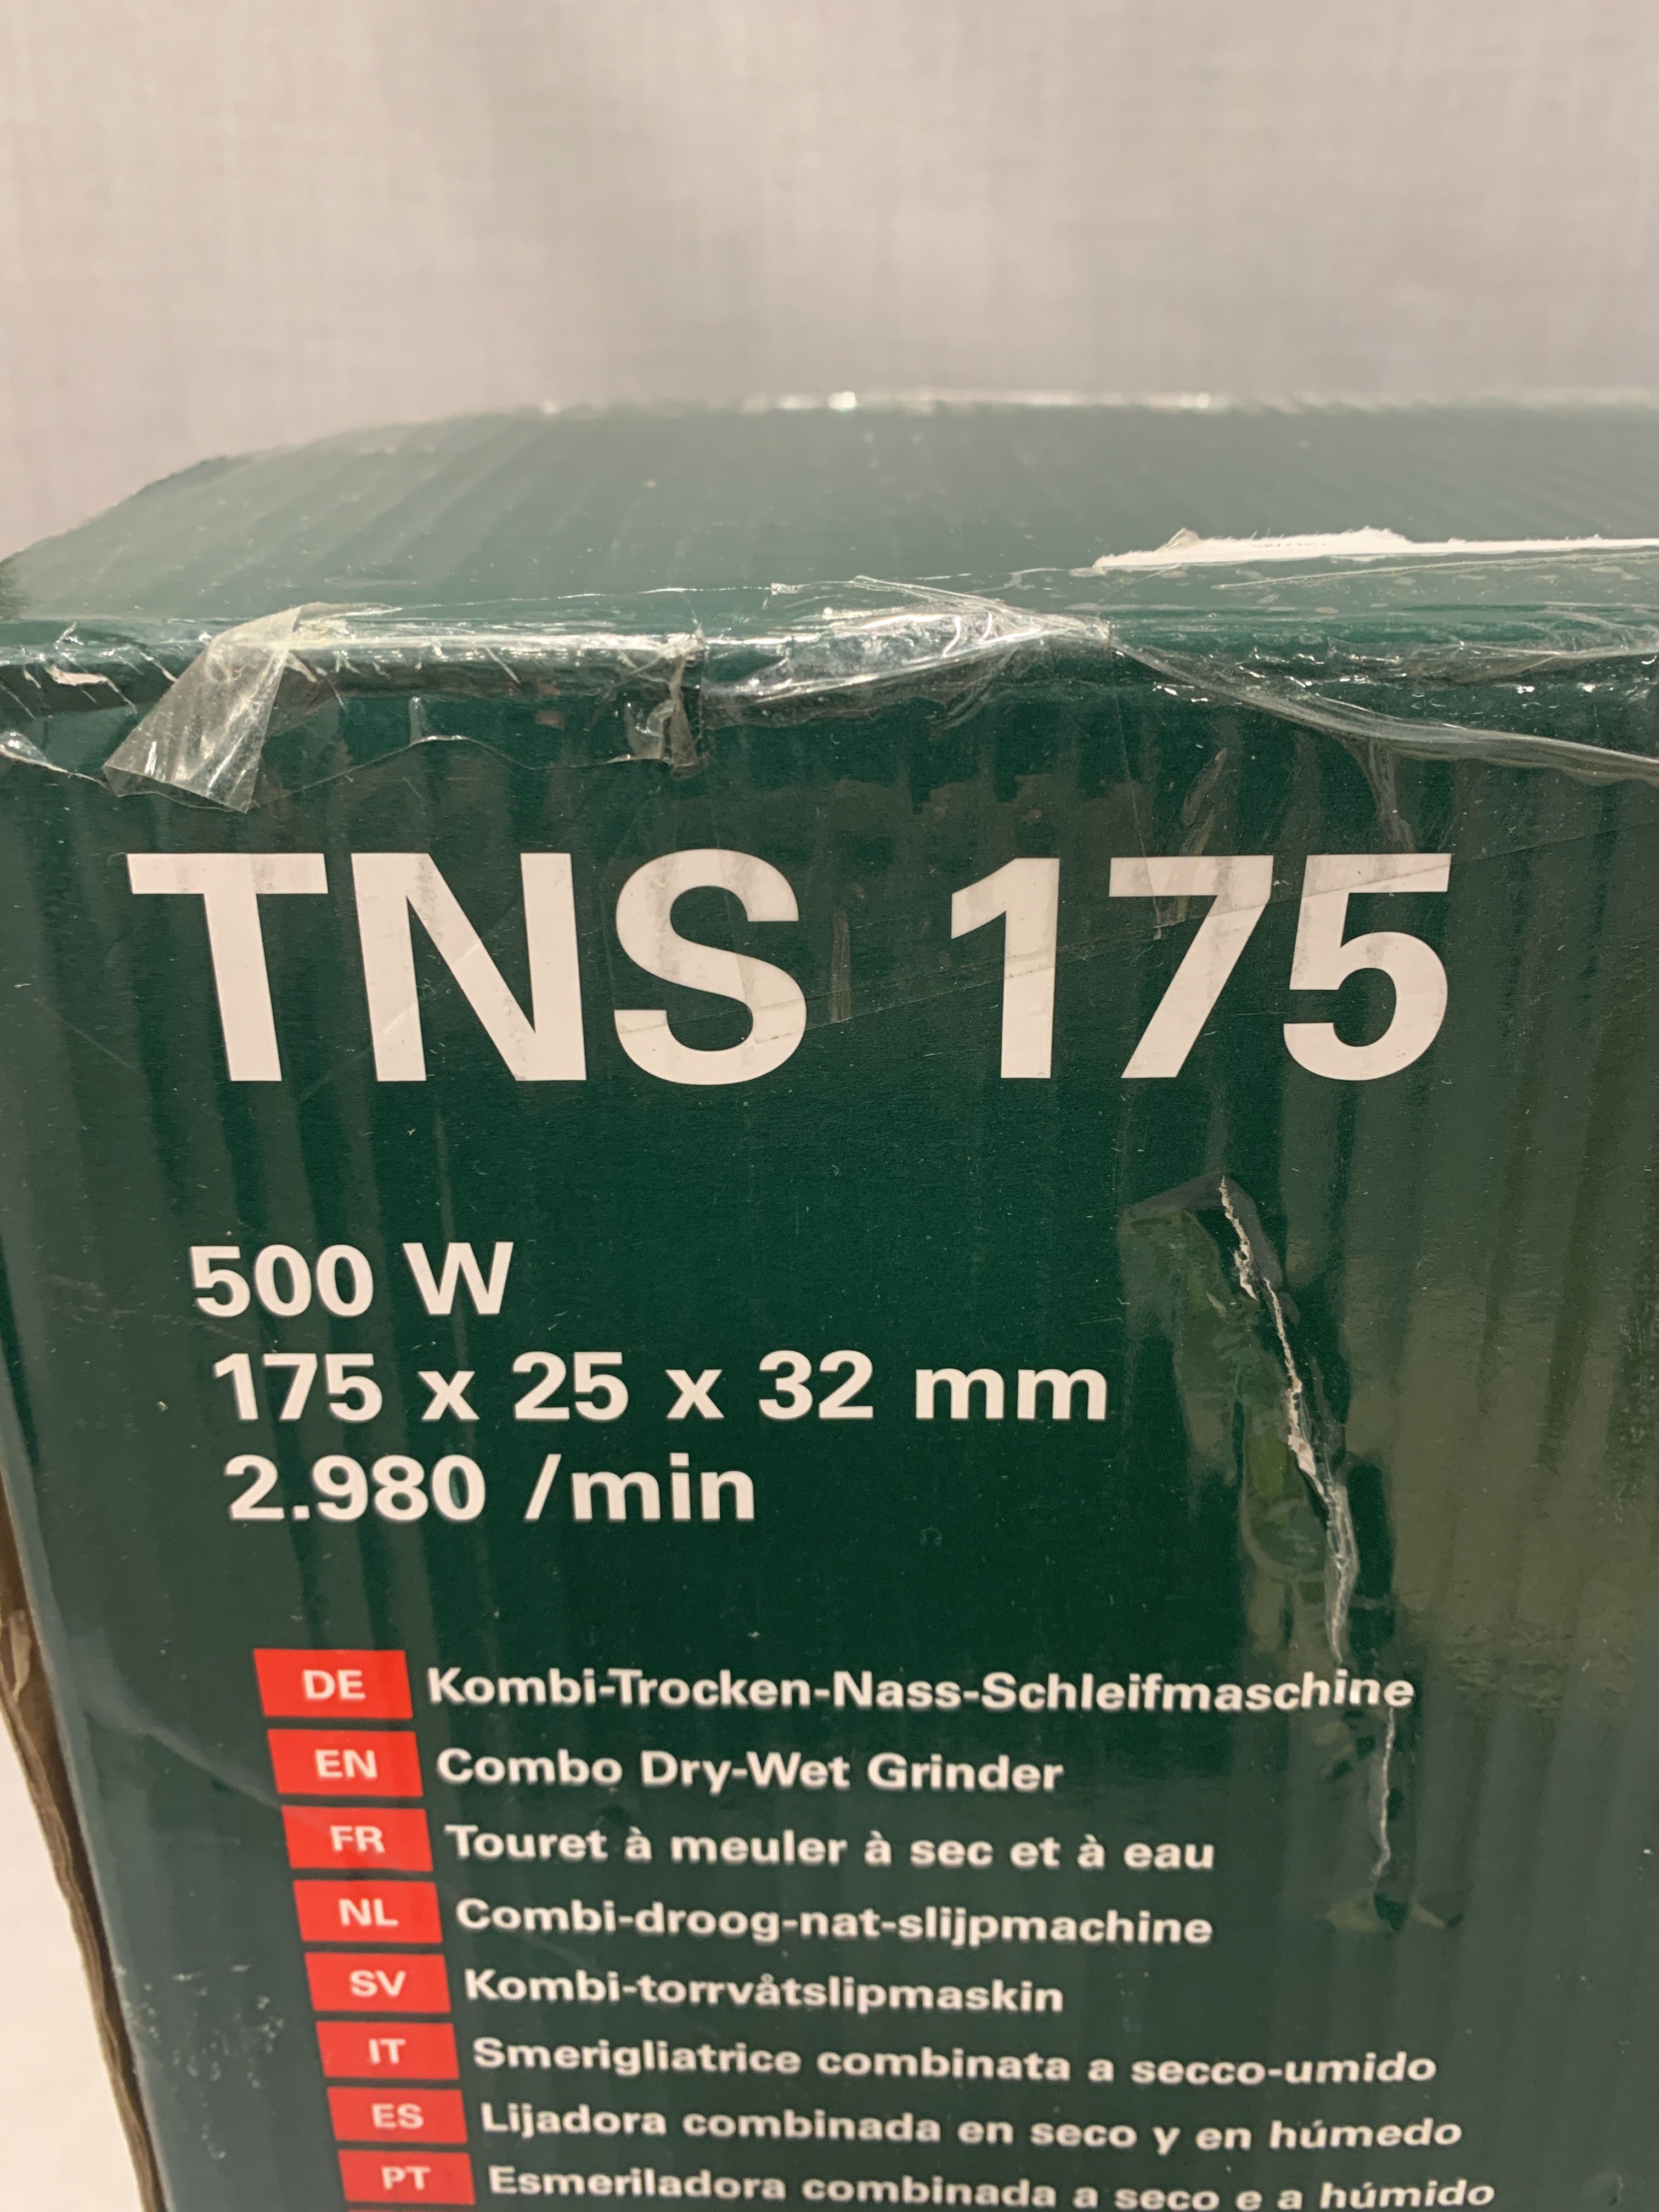 TNS 175
500 W
175 x 25 x 32 mm
2.980 /min
DE Kombi-Trocken-Nass-Schleifmaschine
EN Combo Dry-Wet Grinder
FR Touret à meuler à sec et à eau
NL Combi-droog-nat-slijpmachine
SV Kombi-torrvåtslipmaskin
IT Smerigliatrice combinata a secco-umido
ES Lijadora combinada en seco y en húmedo
PT Esmeriladora combinada a seco e a húmido